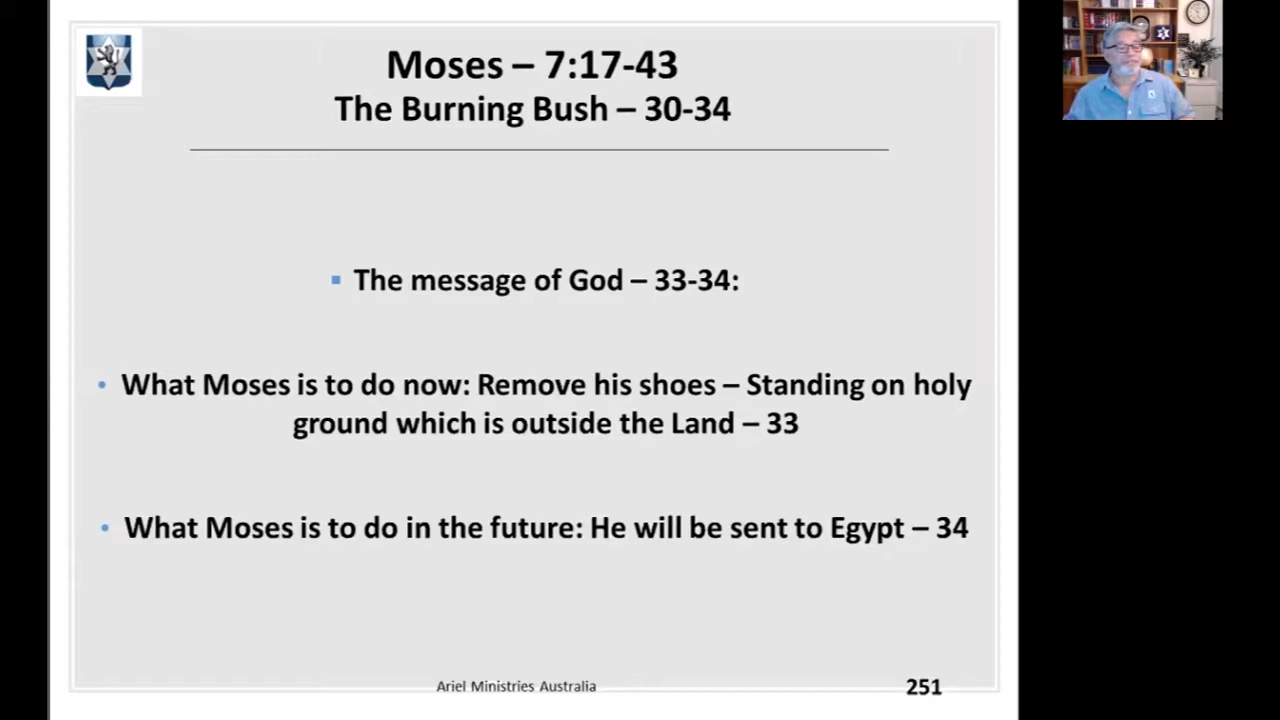 Moses – 7:17-43
The Burning Bush – 30-34
▪ The message of God – 33-34:
• What Moses is to do now: Remove his shoes – Standing on holy
ground which is outside the Land – 33
• What Moses is to do in the future: He will be sent to Egypt – 34
Ariel Ministries Australia
251